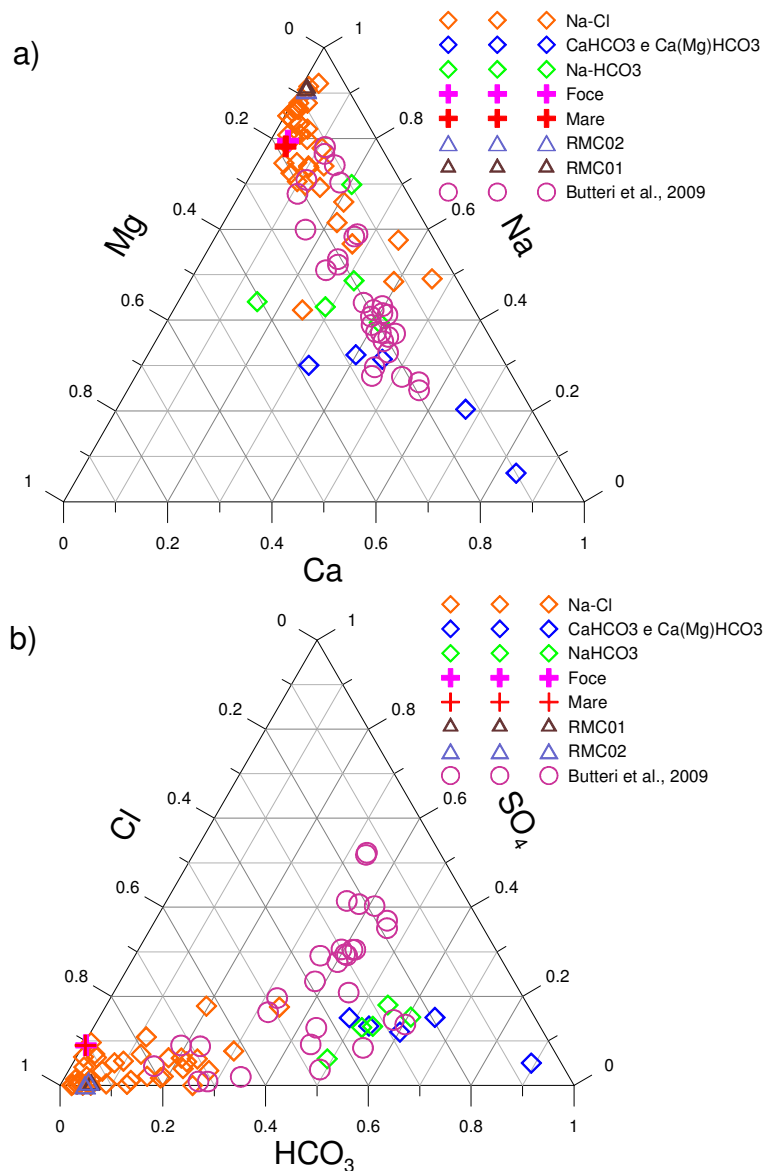 a)
0
1
Na-Cl
CaHCO3 e Ca(Mg)HCO3
Na-HCO3
Foce
Mare
RMC02
RMC01
Butteri et al., 2009
0.2
0.8
Mg
Na
0.4
0.6
0.6
0.4
0.8
0.2
1
0
0
0.2
0.4
0.6
0.8
1
Ca
b)
0
1
Na-Cl
CaHCO3 e Ca(Mg)HCO3
NaHCO3
Foce
Mare
RMC01
RMC02
Butteri et al., 2009
0.2
0.8
Cl
SO4
0.4
0.6
0.6
0.4
0.8
0.2
1
0
0
0.2
0.4
0.6
0.8
1
HCO3